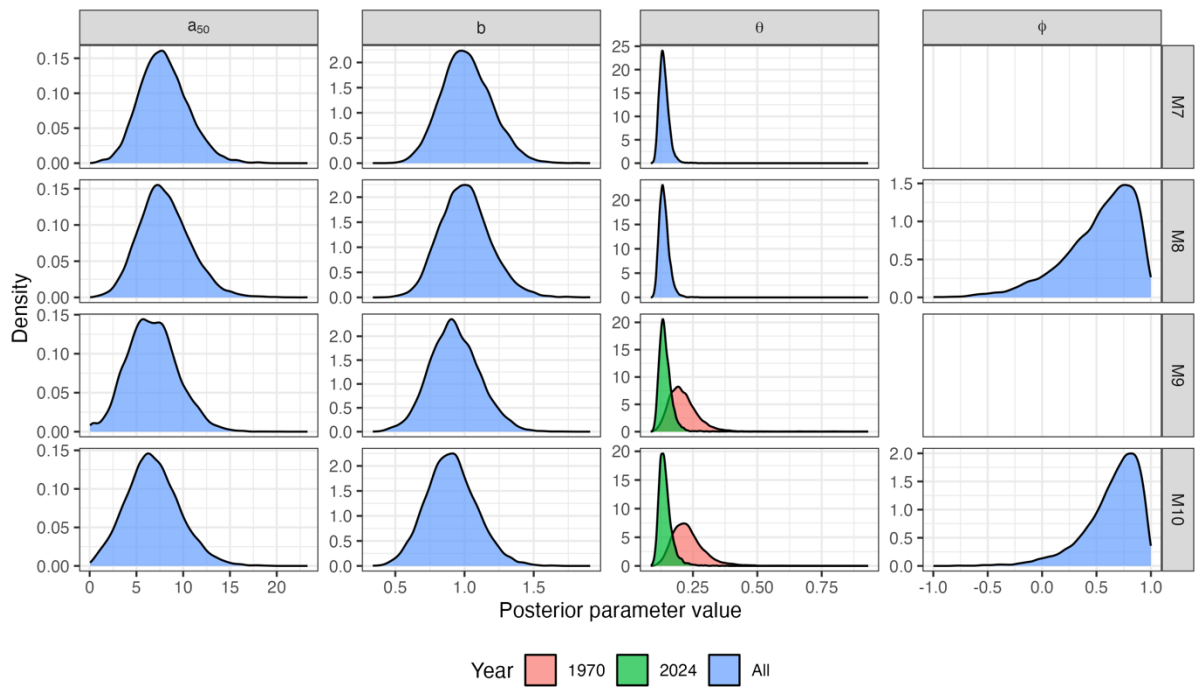 a₅₀ b θ ϕ
0.15 0.10 0.05 0.00 2.0 1.5 1.0 0.5 0.0 25 20 15 10 5 0 M7
0.15 0.10 0.05 0.00 2.0 1.5 1.0 0.5 0.0 20 15 10 5 0 1.5 1.0 0.5 0.0 M8
Density
0.15 0.10 0.05 0.00 2.0 1.5 1.0 0.5 0.0 20 15 10 5 0 M9
0.15 0.10 0.05 0.00 2.0 1.5 1.0 0.5 0.0 20 15 10 5 0 2.0 1.5 1.0 0.5 0.0 M10
0 5 10 15 20 0.5 1.0 1.5 0.25 0.50 0.75 -1.0 -0.5 0.0 0.5 1.0
Posterior parameter value
Year 1970 2024 All